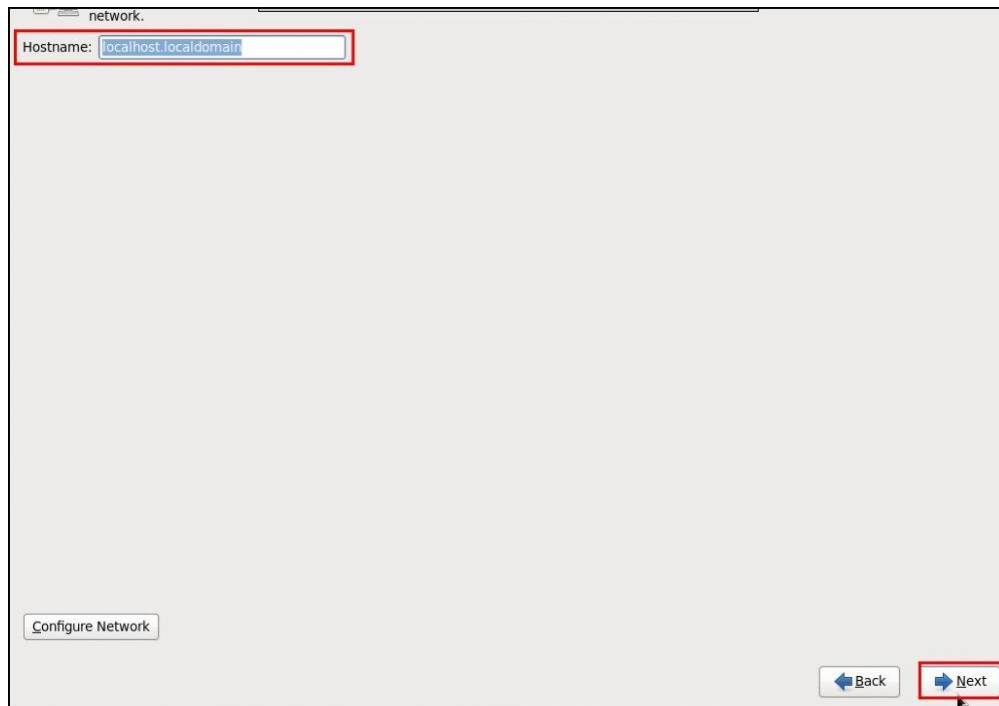 network.
Hostname: localhost.localdomain
Configure Network
Back
Next